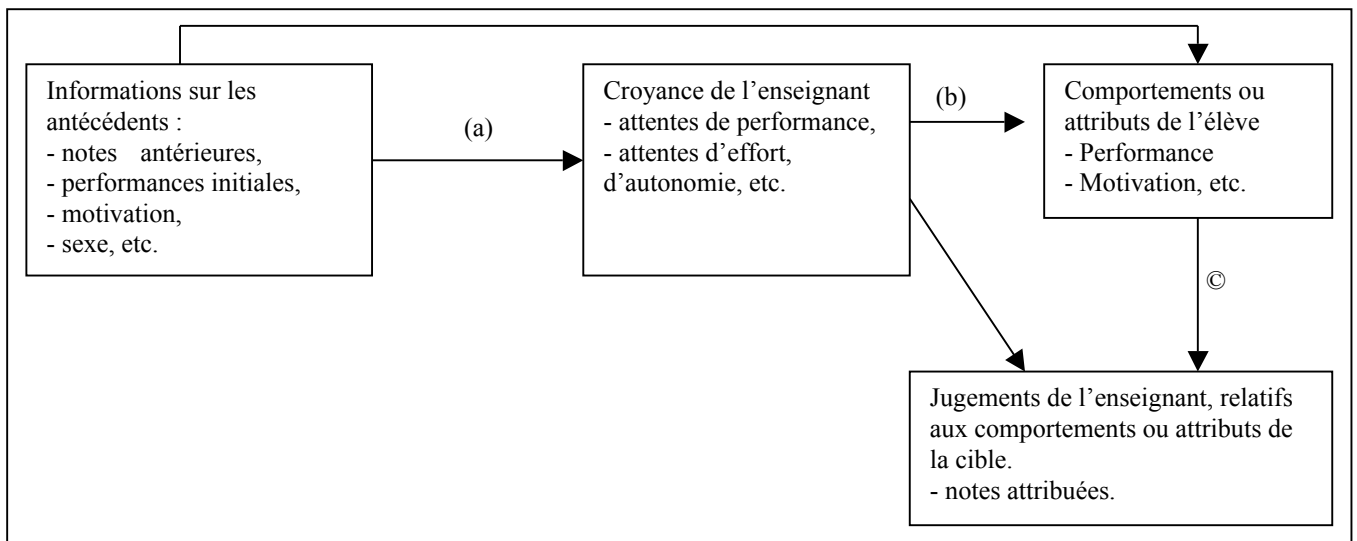 Informations sur les
antécédents :
- notes antérieures,
- performances initiales,
- motivation,
- sexe, etc.
(a)
Croyance de l’enseignant
- attentes de performance,
- attentes d’effort,
d’autonomie, etc.
(b)
Comportements ou
attributs de l’élève
- Performance
- Motivation, etc.
©
Jugements de l’enseignant, relatifs
aux comportements ou attributs de
la cible.
- notes attribuées.